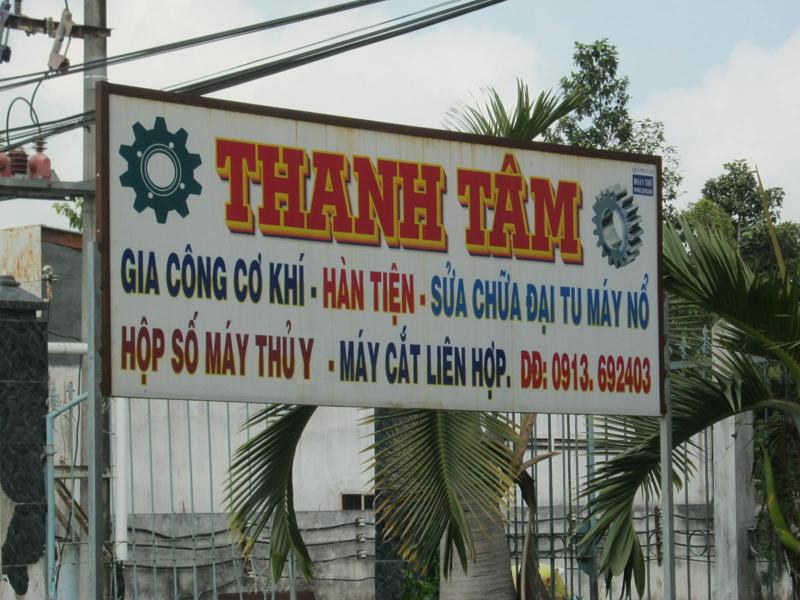 THANH TÂM
GIA CÔNG CƠ KHÍ - HÀN TIỆN - SỬA CHỮA ĐẠI TU MÁY NỔ
HỘP SỐ MÁY THỦY - MÁY CẮT LIÊN HỢP. DĐ: 0913. 692403